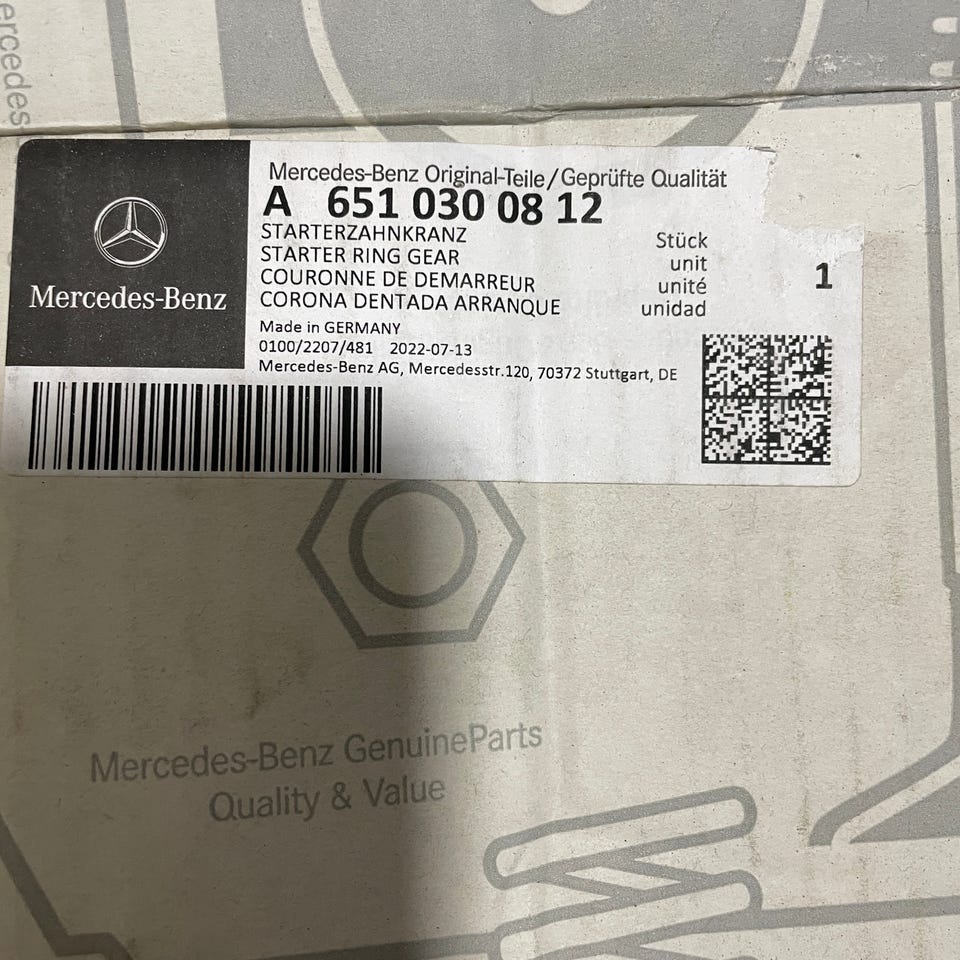 ercedes
Mercedes-Benz
Mercedes-Benz Original-Teile/Geprüfte Qualität
A 651 030 08 12
STARTERZAHNKRANZ
STARTER RING GEAR
COURONNE DE DEMARREUR
CORONA DENTADA ARRANQUE
Stück
unit
unité
unidad
1
Made in GERMANY
0100/2207/481 2022-07-13
Mercedes-Benz AG, Mercedesstr.120, 70372 Stuttgart, DE
Mercedes-Benz GenuineParts
Quality & Value